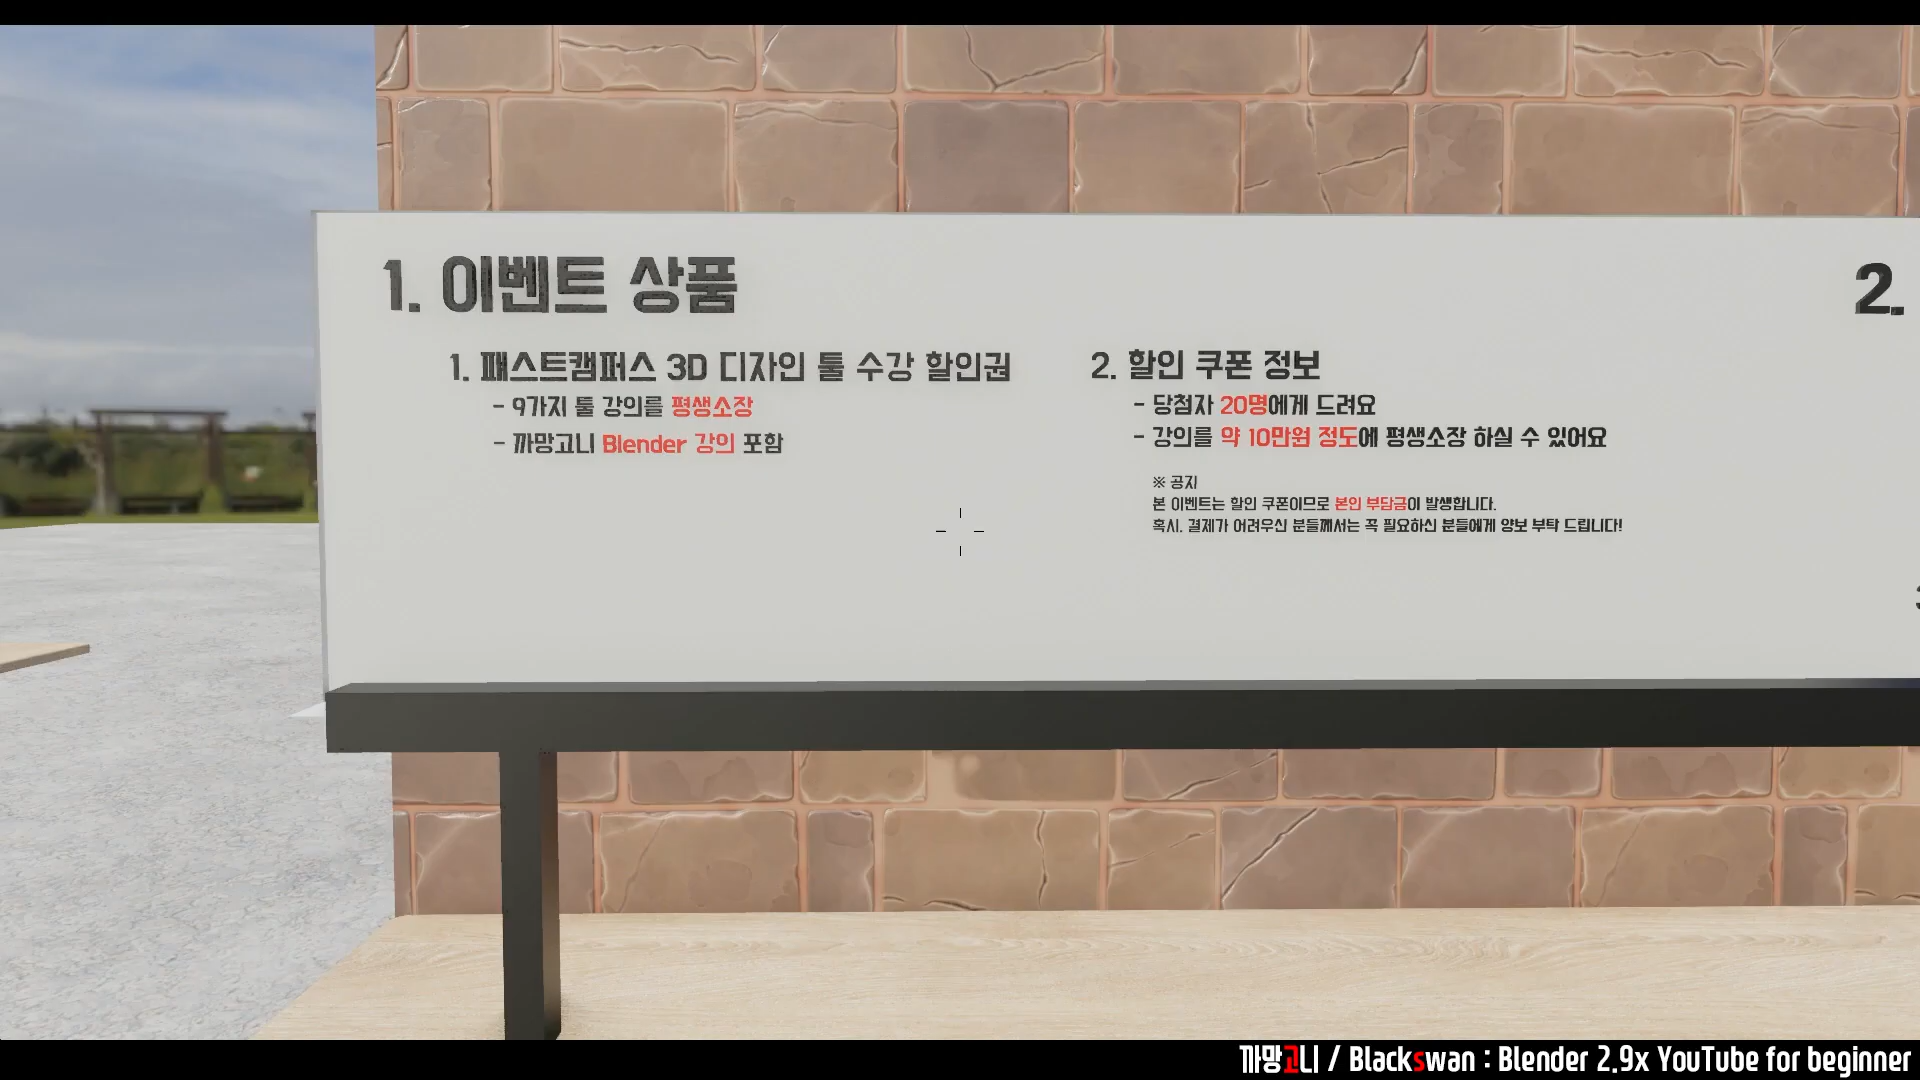 1. 이벤트 상품
1. 패스트캠퍼스 3D 디자인 툴 수강 할인권
- 9가지 툴 강의를 평생소장
- 까망고니 Blender 강의 포함
2. 할인 쿠폰 정보
- 당첨자 20명에게 드려요
- 강의를 약 10만원 정도에 평생소장 하실 수 있어요
※ 공지
본 이벤트는 할인 쿠폰이므로 본인 부담금이 발생합니다.
혹시, 결제가 어려우신 분들께서는 꼭 필요하신 분들에게 양보 부탁 드립니다!
2.
까망고니 / Blackswan : Blender 2.9x YouTube for beginner